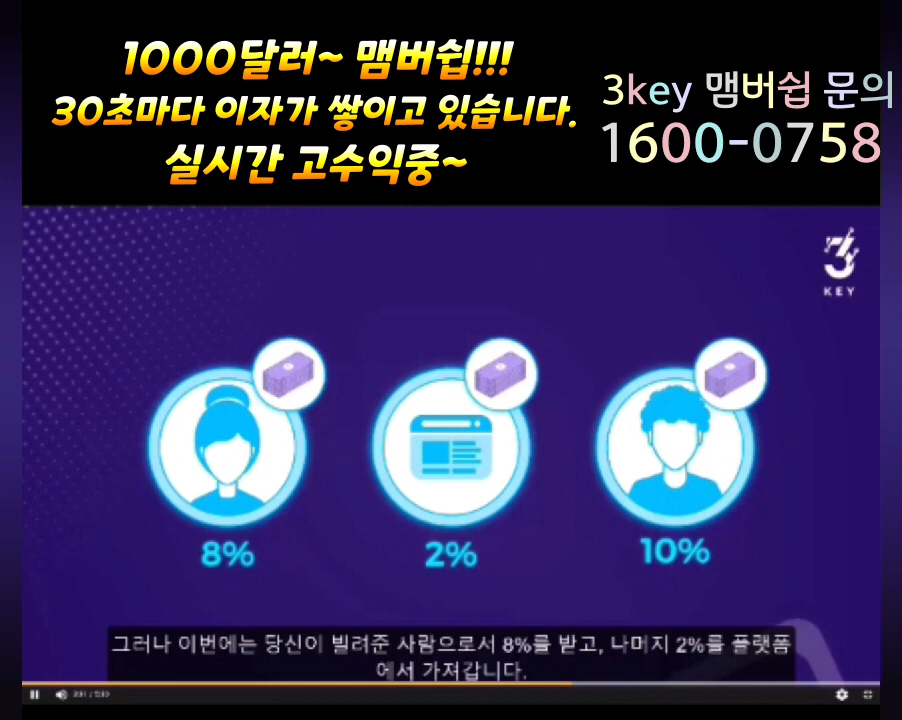 1000달러~ 맴버쉽!!!
30초마다 이자가 쌓이고 있습니다.
실시간 고수익중~
3key 맴버쉽 문의
1600-0758
3
KEY
8%
2%
10%
그러나 이번에는 당신이 빌려준 사람으로서 8%를 받고, 나머지 2%를 플랫폼
에서 가져갑니다.